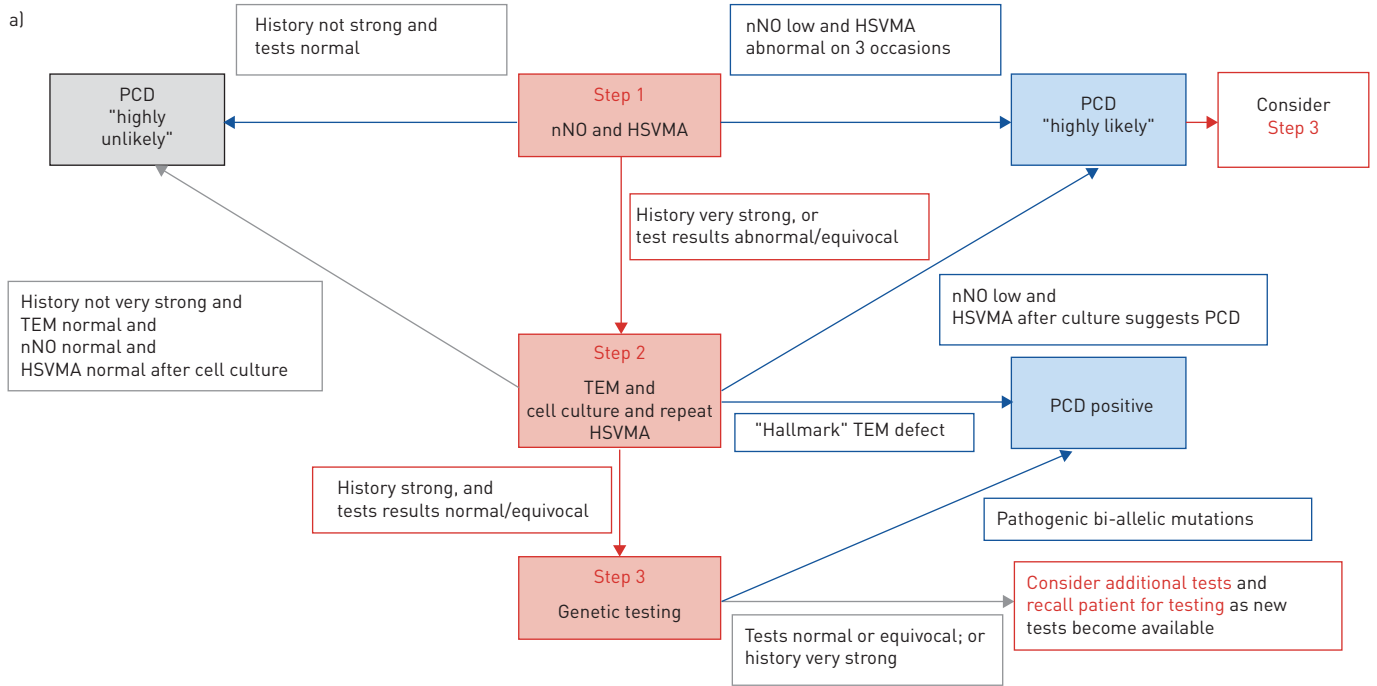 a)
History not strong and
tests normal
nNO low and HSVMA
abnormal on 3 occasions
PCD
"highly
unlikely"
Step 1
nNO and HSVMA
PCD
"highly likely"
Consider
Step 3
History very strong, or
test results abnormal/equivocal
History not very strong and
TEM normal and
nNO normal and
HSVMA normal after cell culture
nNO low and
HSVMA after culture suggests PCD
Step 2
TEM and
cell culture and repeat
HSVMA
PCD positive
"Hallmark" TEM defect
History strong, and
tests results normal/equivocal
Pathogenic bi-allelic mutations
Step 3
Genetic testing
Consider additional tests and
recall patient for testing as new
tests become available
Tests normal or equivocal; or
history very strong